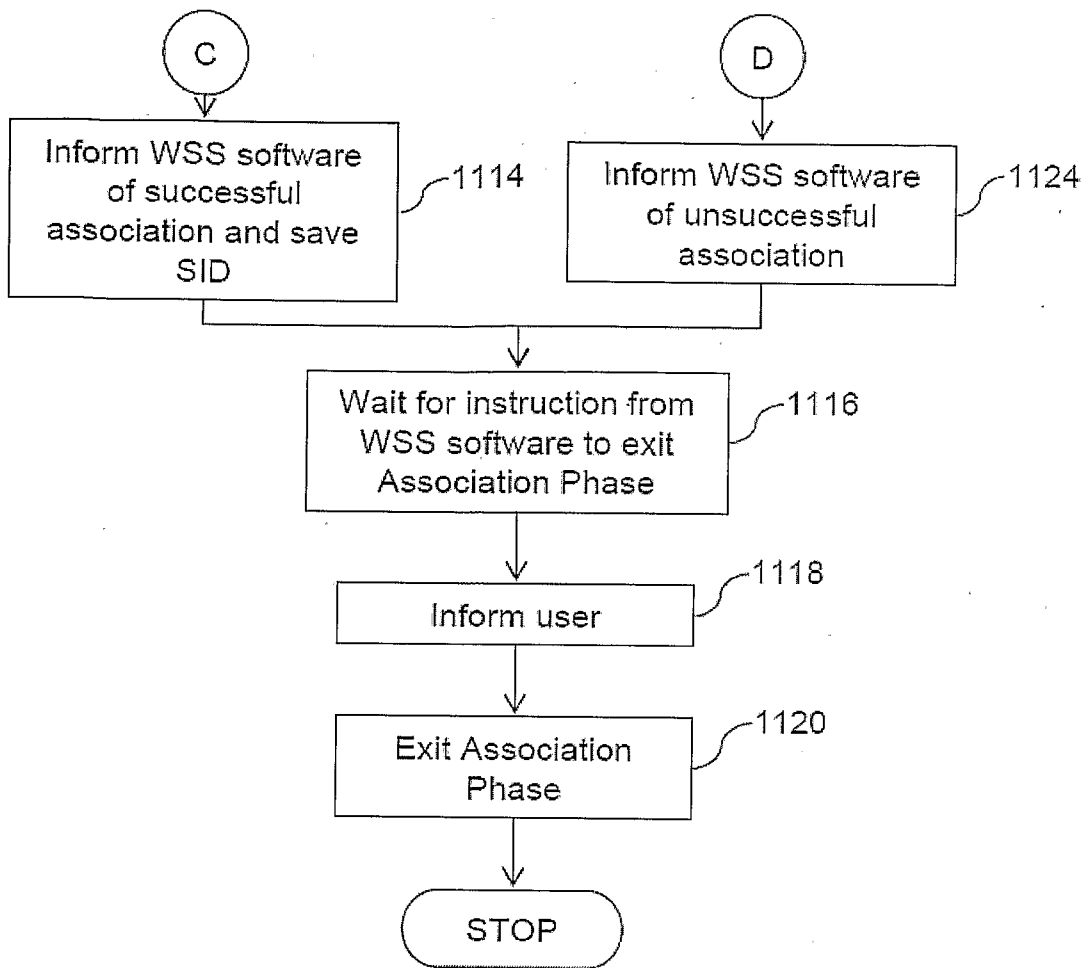 C
D
Inform WSS software
of successful
association and save
SID
1114
Inform WSS software
of unsuccessful
association
1124
Wait for instruction from
WSS software to exit
Association Phase
1116
Inform user
1118
Exit Association
Phase
1120
STOP